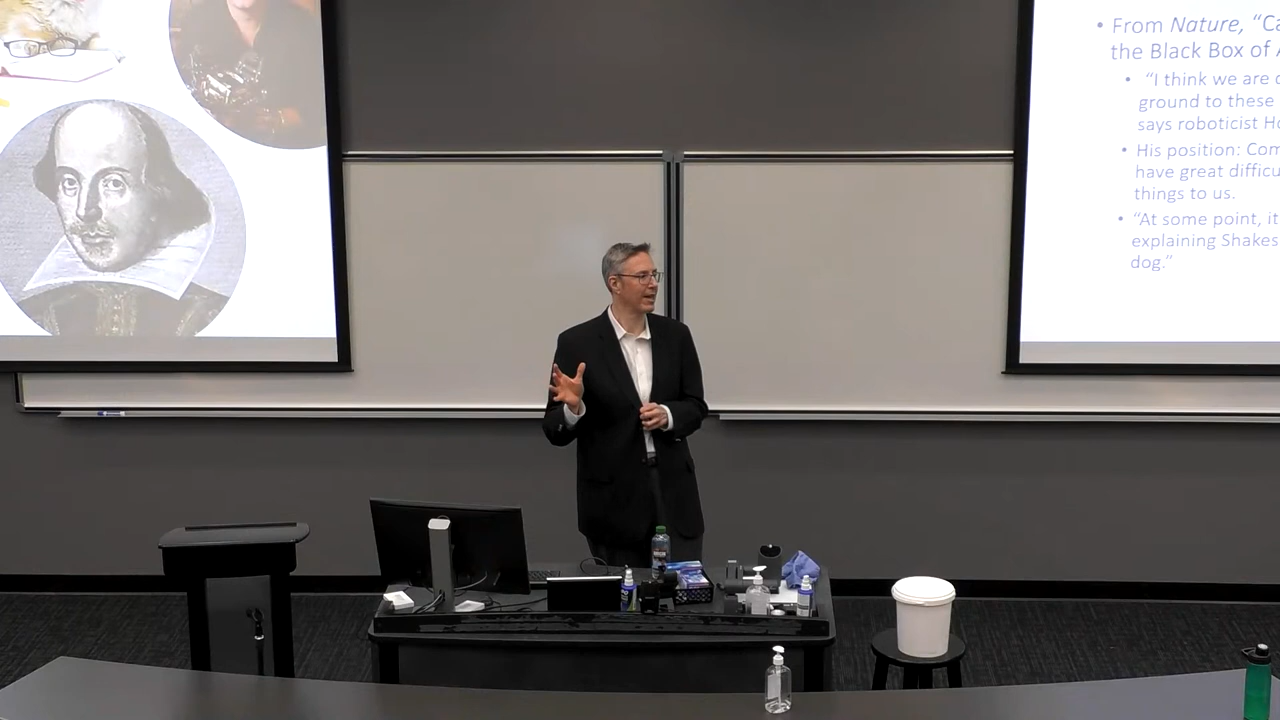 • From Nature, “Ca
the Black Box of
• “I think we are
ground to these
says roboticist Ho
• His position: Com
have great difficu
things to us.
• “At some point, it
explaining Shakes
dog.”